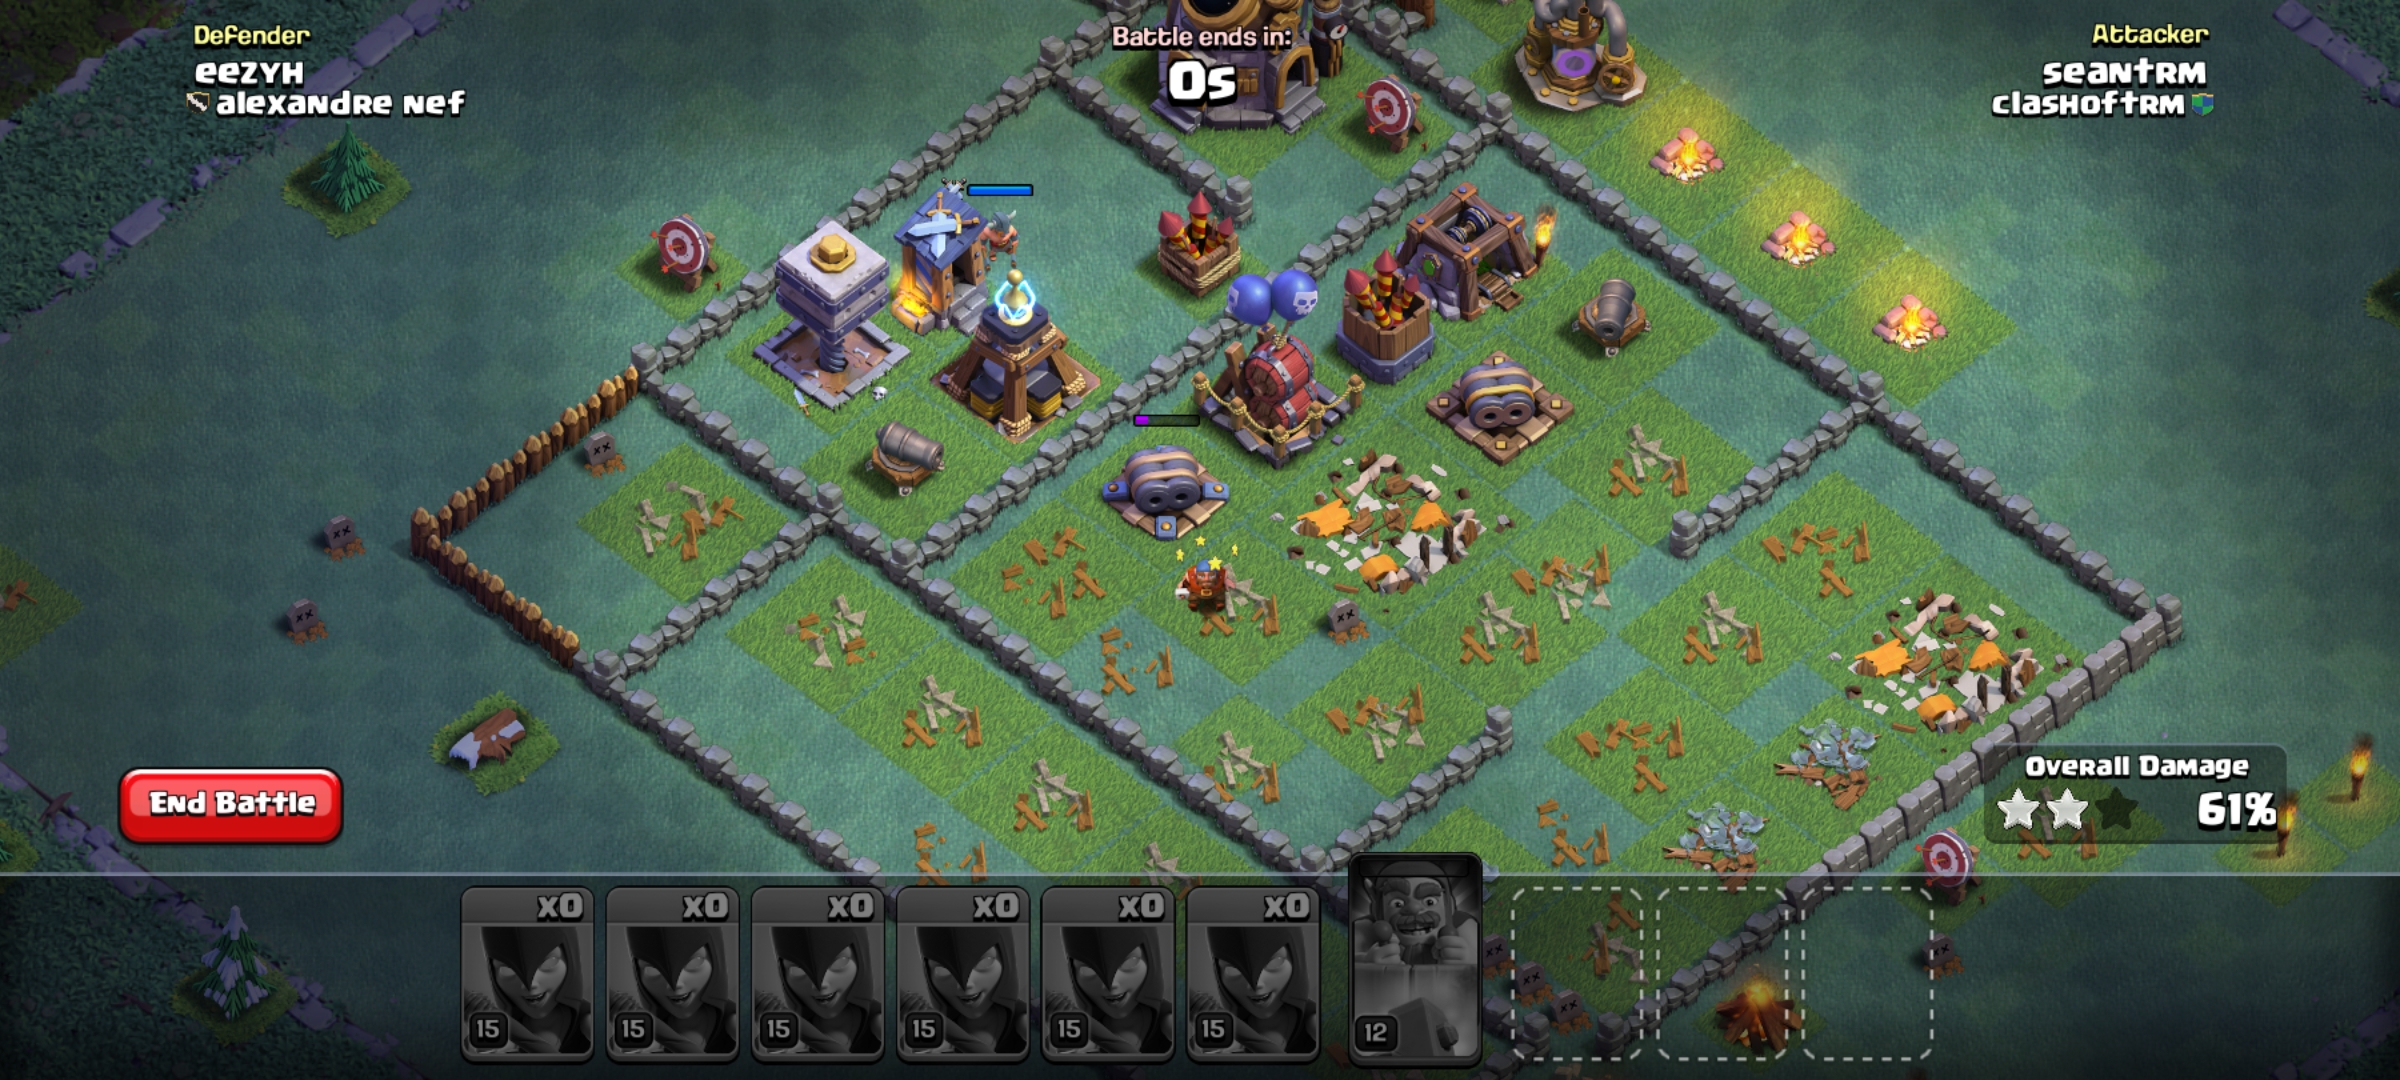 Defender
eezyh
alexandre nef
Battle ends in:
0s
Attacker
seantRM
clashoftRM
End Battle
Overall Damage
61%
x0
x0
x0
x0
x0
x0
15
15
15
15
15
15
12